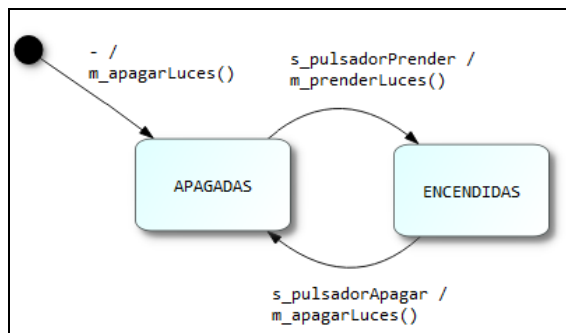 - /
m_apagarLuces()
s_pulsadorPrender /
m_prenderLuces()
APAGADAS
ENCENDIDAS
s_pulsadorApagar /
m_apagarLuces()